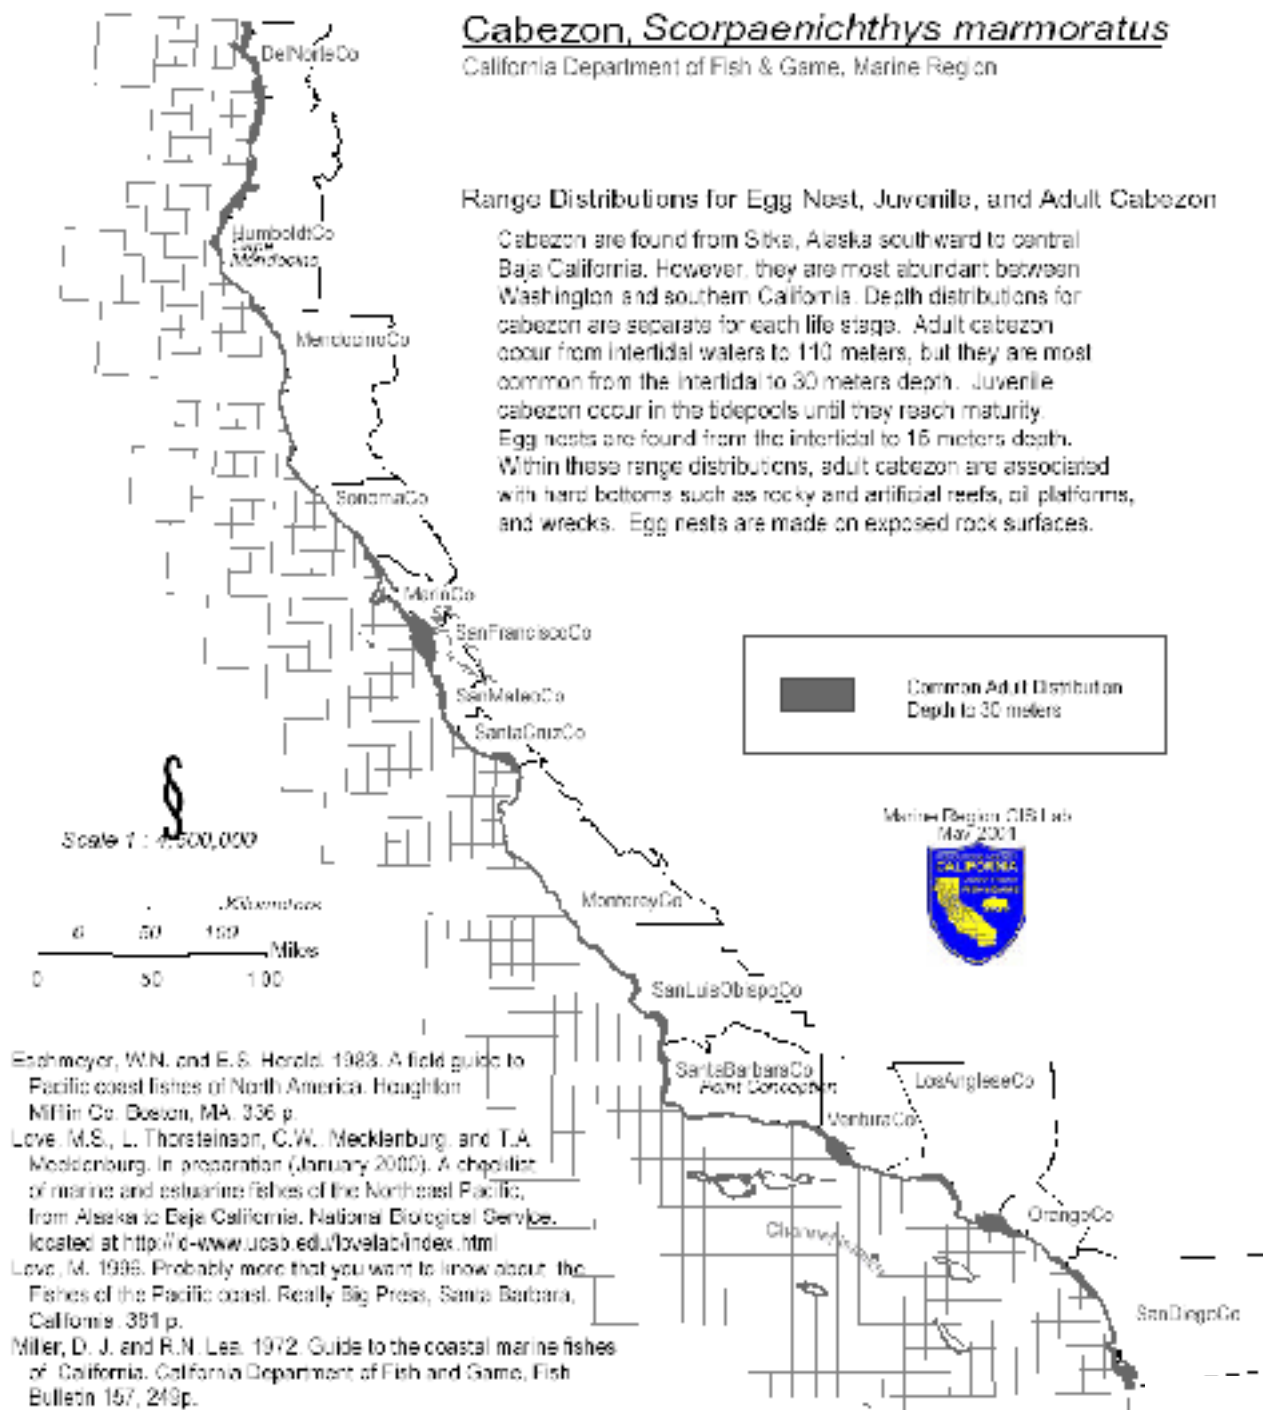 Cabezon, Scorpaenichthys marmoratus
California Department of Fish & Game, Marine Region
DelNorteCo
Range Distributions for Egg Nest, Juvenile, and Adult Cabezon
Cabezon are found from Sitka, Alaska southward to central
Baja California. However, they are most abundant between
Washington and southern California. Depth distributions for
cabezon are separate for each life stage. Adult cabezon
occur from intertidal waters to 110 meters, but they are most
common from the intertidal to 30 meters depth. Juvenile
cabezon occur in the tidepools until they reach maturity.
Egg nests are found from the intertidal to 15 meters depth.
Within these range distributions, adult cabezon are associated
with hard bottoms such as rocky and artificial reefs, oil platforms,
and wrecks. Egg nests are made on exposed rock surfaces.
HumboldtCo
Cape
Mendocino
MendocinoCo
SonomaCo
MarinCo
SanFranciscoCo
SanMateoCo
SantaCruzCo
Common Adult Distribution
Depth to 30 meters
Scale 1 : 4,500,000
Kilometers
0 50 100
Miles
0 50 100
Marine Region GIS Lab
May 2001
CALIFORNIA
MontereyCo
SanLuisObispoCo
SantaBarbaraCo
Point Conception
VenturaCo
LosAngleseCo
OrangeCo
SanDiegoCo
Eschmeyer, W.N. and E.S. Herald. 1983. A field guide to
Pacific coast fishes of North America. Houghton
Mifflin Co. Boston, MA. 336 p.
Love, M.S., L. Thorsteinson, C.W. Mecklenburg, and T.A.
Mecklenburg. In preparation (January 2000). A checklist
of marine and estuarine fishes of the Northeast Pacific,
from Alaska to Baja California. National Biological Service.
located at http://id-www.ucsb.edu/lovelab/index.html
Love, M. 1996. Probably more that you want to know about the
Fishes of the Pacific coast. Really Big Press, Santa Barbara,
California. 381 p.
Miller, D. J. and R.N. Lea. 1972. Guide to the coastal marine fishes
of California. California Department of Fish and Game, Fish
Bulletin 157, 249p.